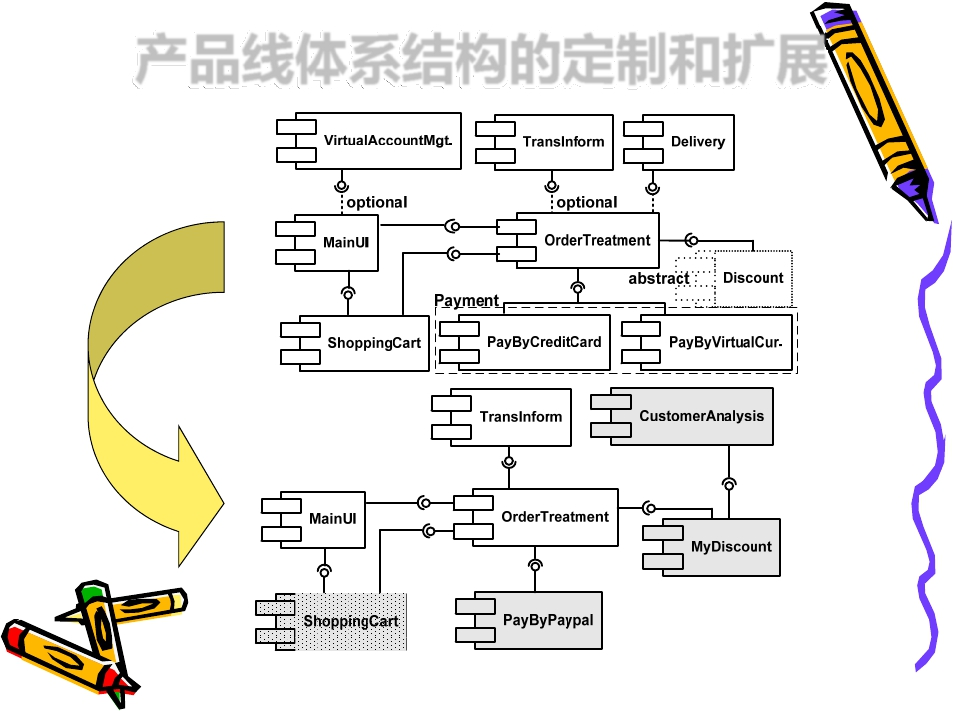 产品线体系结构的定制和扩展
VirtualAccountMgt.
TransInform
Delivery
optional
optional
MainUI
OrderTreatment
abstract
Discount
Payment
ShoppingCart
PayByCreditCard
PayByVirtualCur.
TransInform
CustomerAnalysis
MainUI
OrderTreatment
MyDiscount
ShoppingCart
PayByPaypal